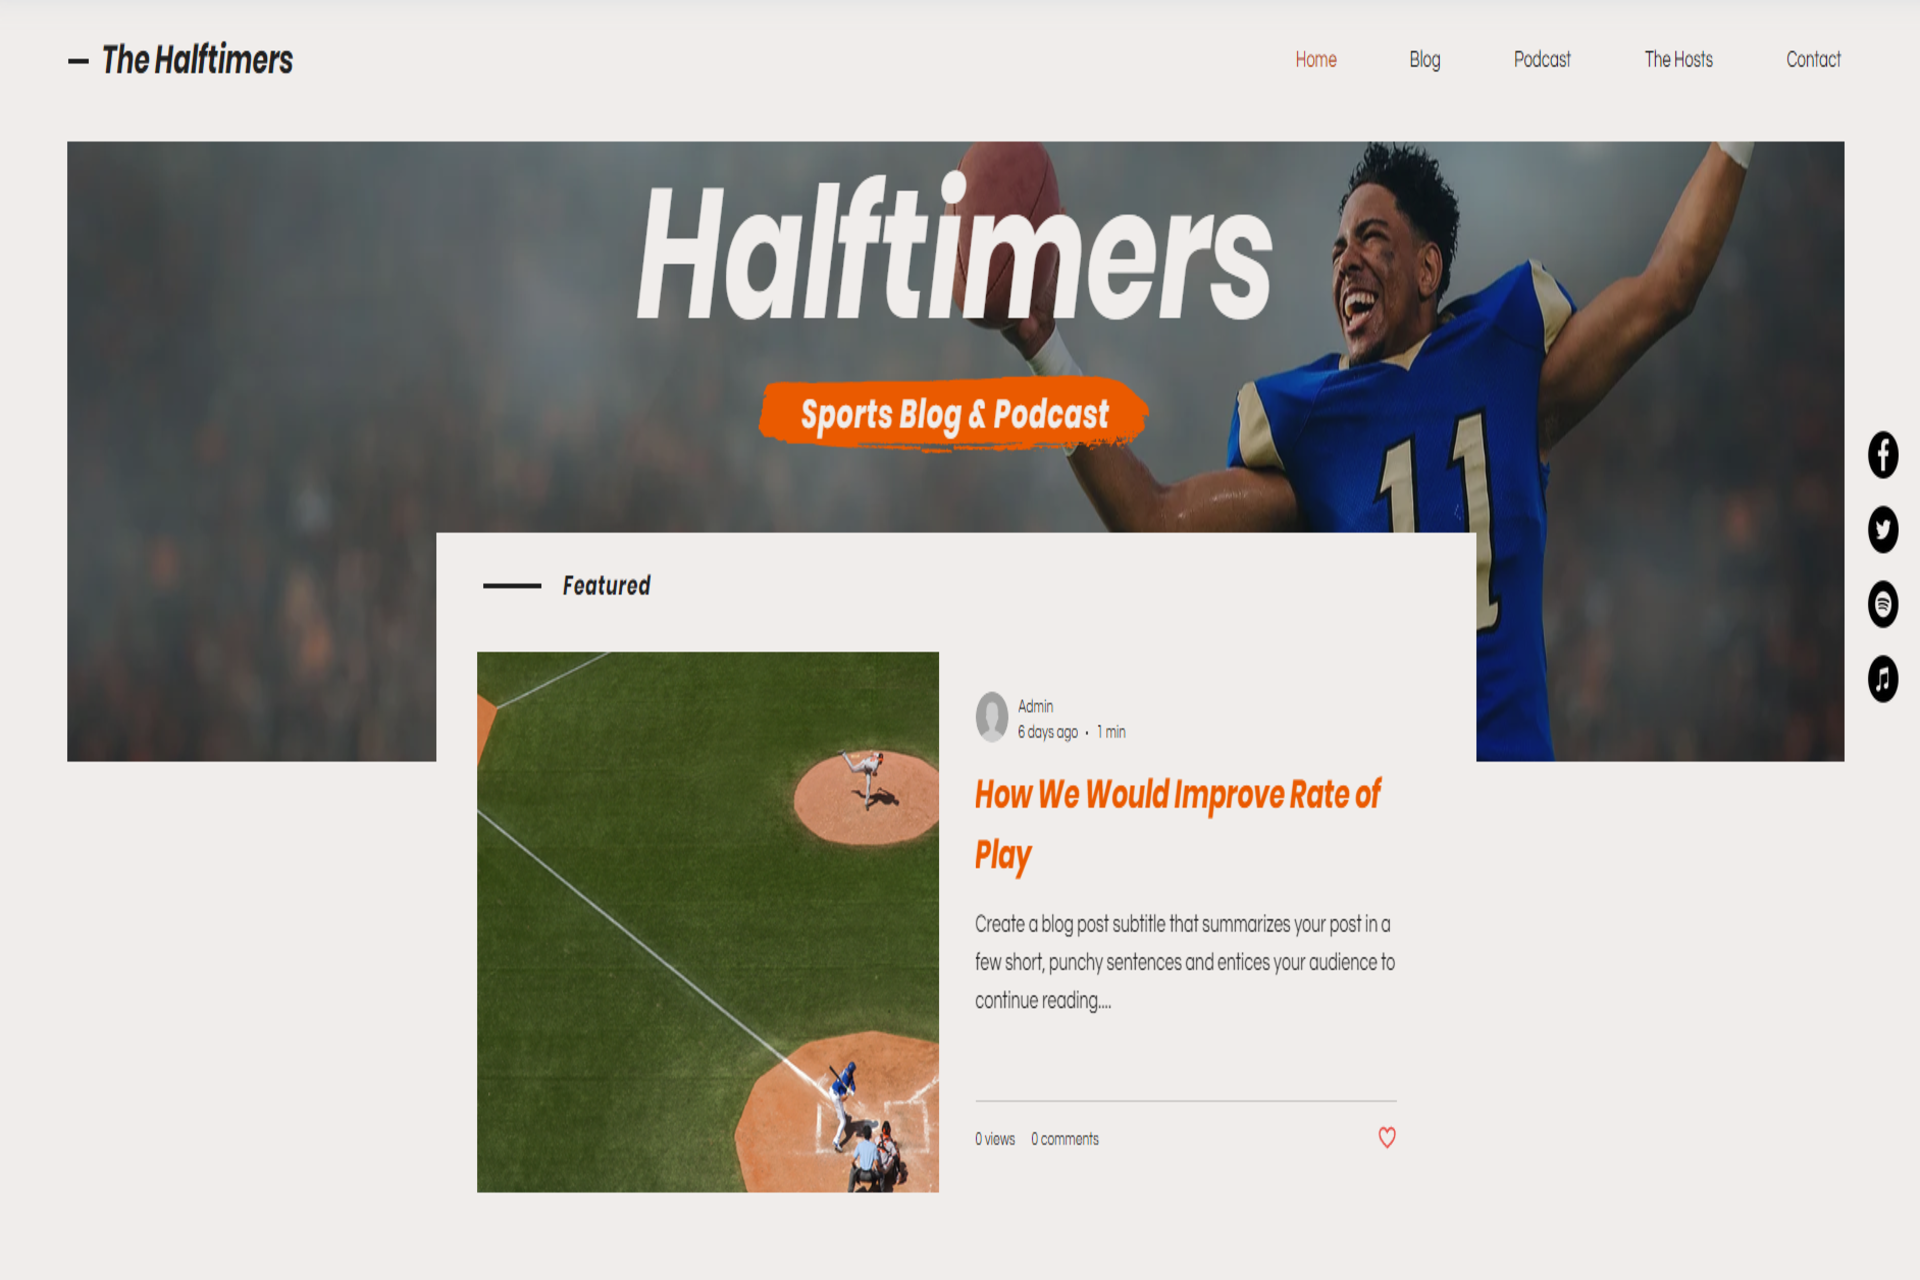 The Halftimers
Home Blog Podcast The Hosts Contact
Halftimers
Sports Blog & Podcast
11
Featured
Admin
6 days ago · 1 min
How We Would Improve Rate of
Play
Create a blog post subtitle that summarizes your post in a
few short, punchy sentences and entices your audience to
continue reading....
0 views 0 comments